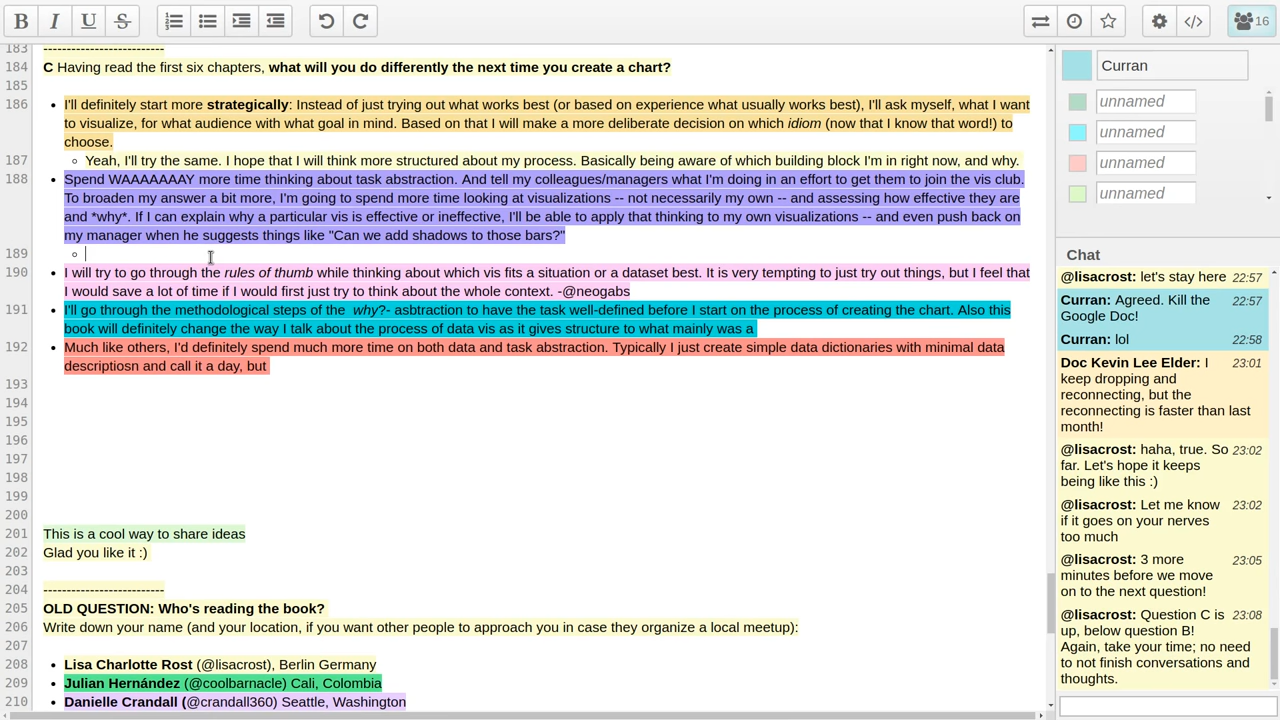 B I U S 16
183 --------------------------
184 C Having read the first six chapters, what will you do differently the next time you create a chart?
185
186 I'll definitely start more strategically: Instead of just trying out what works best (or based on experience what usually works best), I'll ask myself, what I want
to visualize, for what audience with what goal in mind. Based on that I will make a more deliberate decision on which idiom (now that I know that word!) to
choose.
187 Yeah, I'll try the same. I hope that I will think more structured about my process. Basically being aware of which building block I'm in right now, and why.
188 Spend WAAAAAAAY more time thinking about task abstraction. And tell my colleagues/managers what I'm doing in an effort to get them to join the vis club.
To broaden my answer a bit more, I'm going to spend more time looking at visualizations -- not necessarily my own -- and assessing how effective they are
and *why*. If I can explain why a particular vis is effective or ineffective, I'll be able to apply that thinking to my own visualizations -- and even push back on
my manager when he suggests things like "Can we add shadows to those bars?"
189
190 I will try to go through the rules of thumb while thinking about which vis fits a situation or a dataset best. It is very tempting to just try out things, but I feel that
I would save a lot of time if I would first just try to think about the whole context. -@neogabs
191 I'll go through the methodological steps of the why?- asbtraction to have the task well-defined before I start on the process of creating the chart. Also this
book will definitely change the way I talk about the process of data vis as it gives structure to what mainly was a
192 Much like others, I'd definitely spend much more time on both data and task abstraction. Typically I just create simple data dictionaries with minimal data
descriptiosn and call it a day, but
193
194
195
196
197
198
199
200
201 This is a cool way to share ideas
202 Glad you like it :)
203
204 --------------------------
205 OLD QUESTION: Who's reading the book?
206 Write down your name (and your location, if you want other people to approach you in case they organize a local meetup):
207
208 Lisa Charlotte Rost (@lisacrost), Berlin Germany
209 Julian Hernández (@coolbarnacle) Cali, Colombia
210 Danielle Crandall (@crandall360) Seattle, Washington
Curran
unnamed
unnamed
unnamed
unnamed
Chat
@lisacrost: let's stay here 22:57
Curran: Agreed. Kill the 22:57
Google Doc!
Curran: lol 22:58
Doc Kevin Lee Elder: I 23:01
keep dropping and
reconnecting, but the
reconnecting is faster than last
month!
@lisacrost: haha, true. So 23:02
far. Let's hope it keeps
being like this :)
@lisacrost: Let me know 23:02
if it goes on your nerves
too much
@lisacrost: 3 more 23:05
minutes before we move
on to the next question!
@lisacrost: Question C is 23:08
up, below question B!
Again, take your time; no need
to not finish conversations and
thoughts.